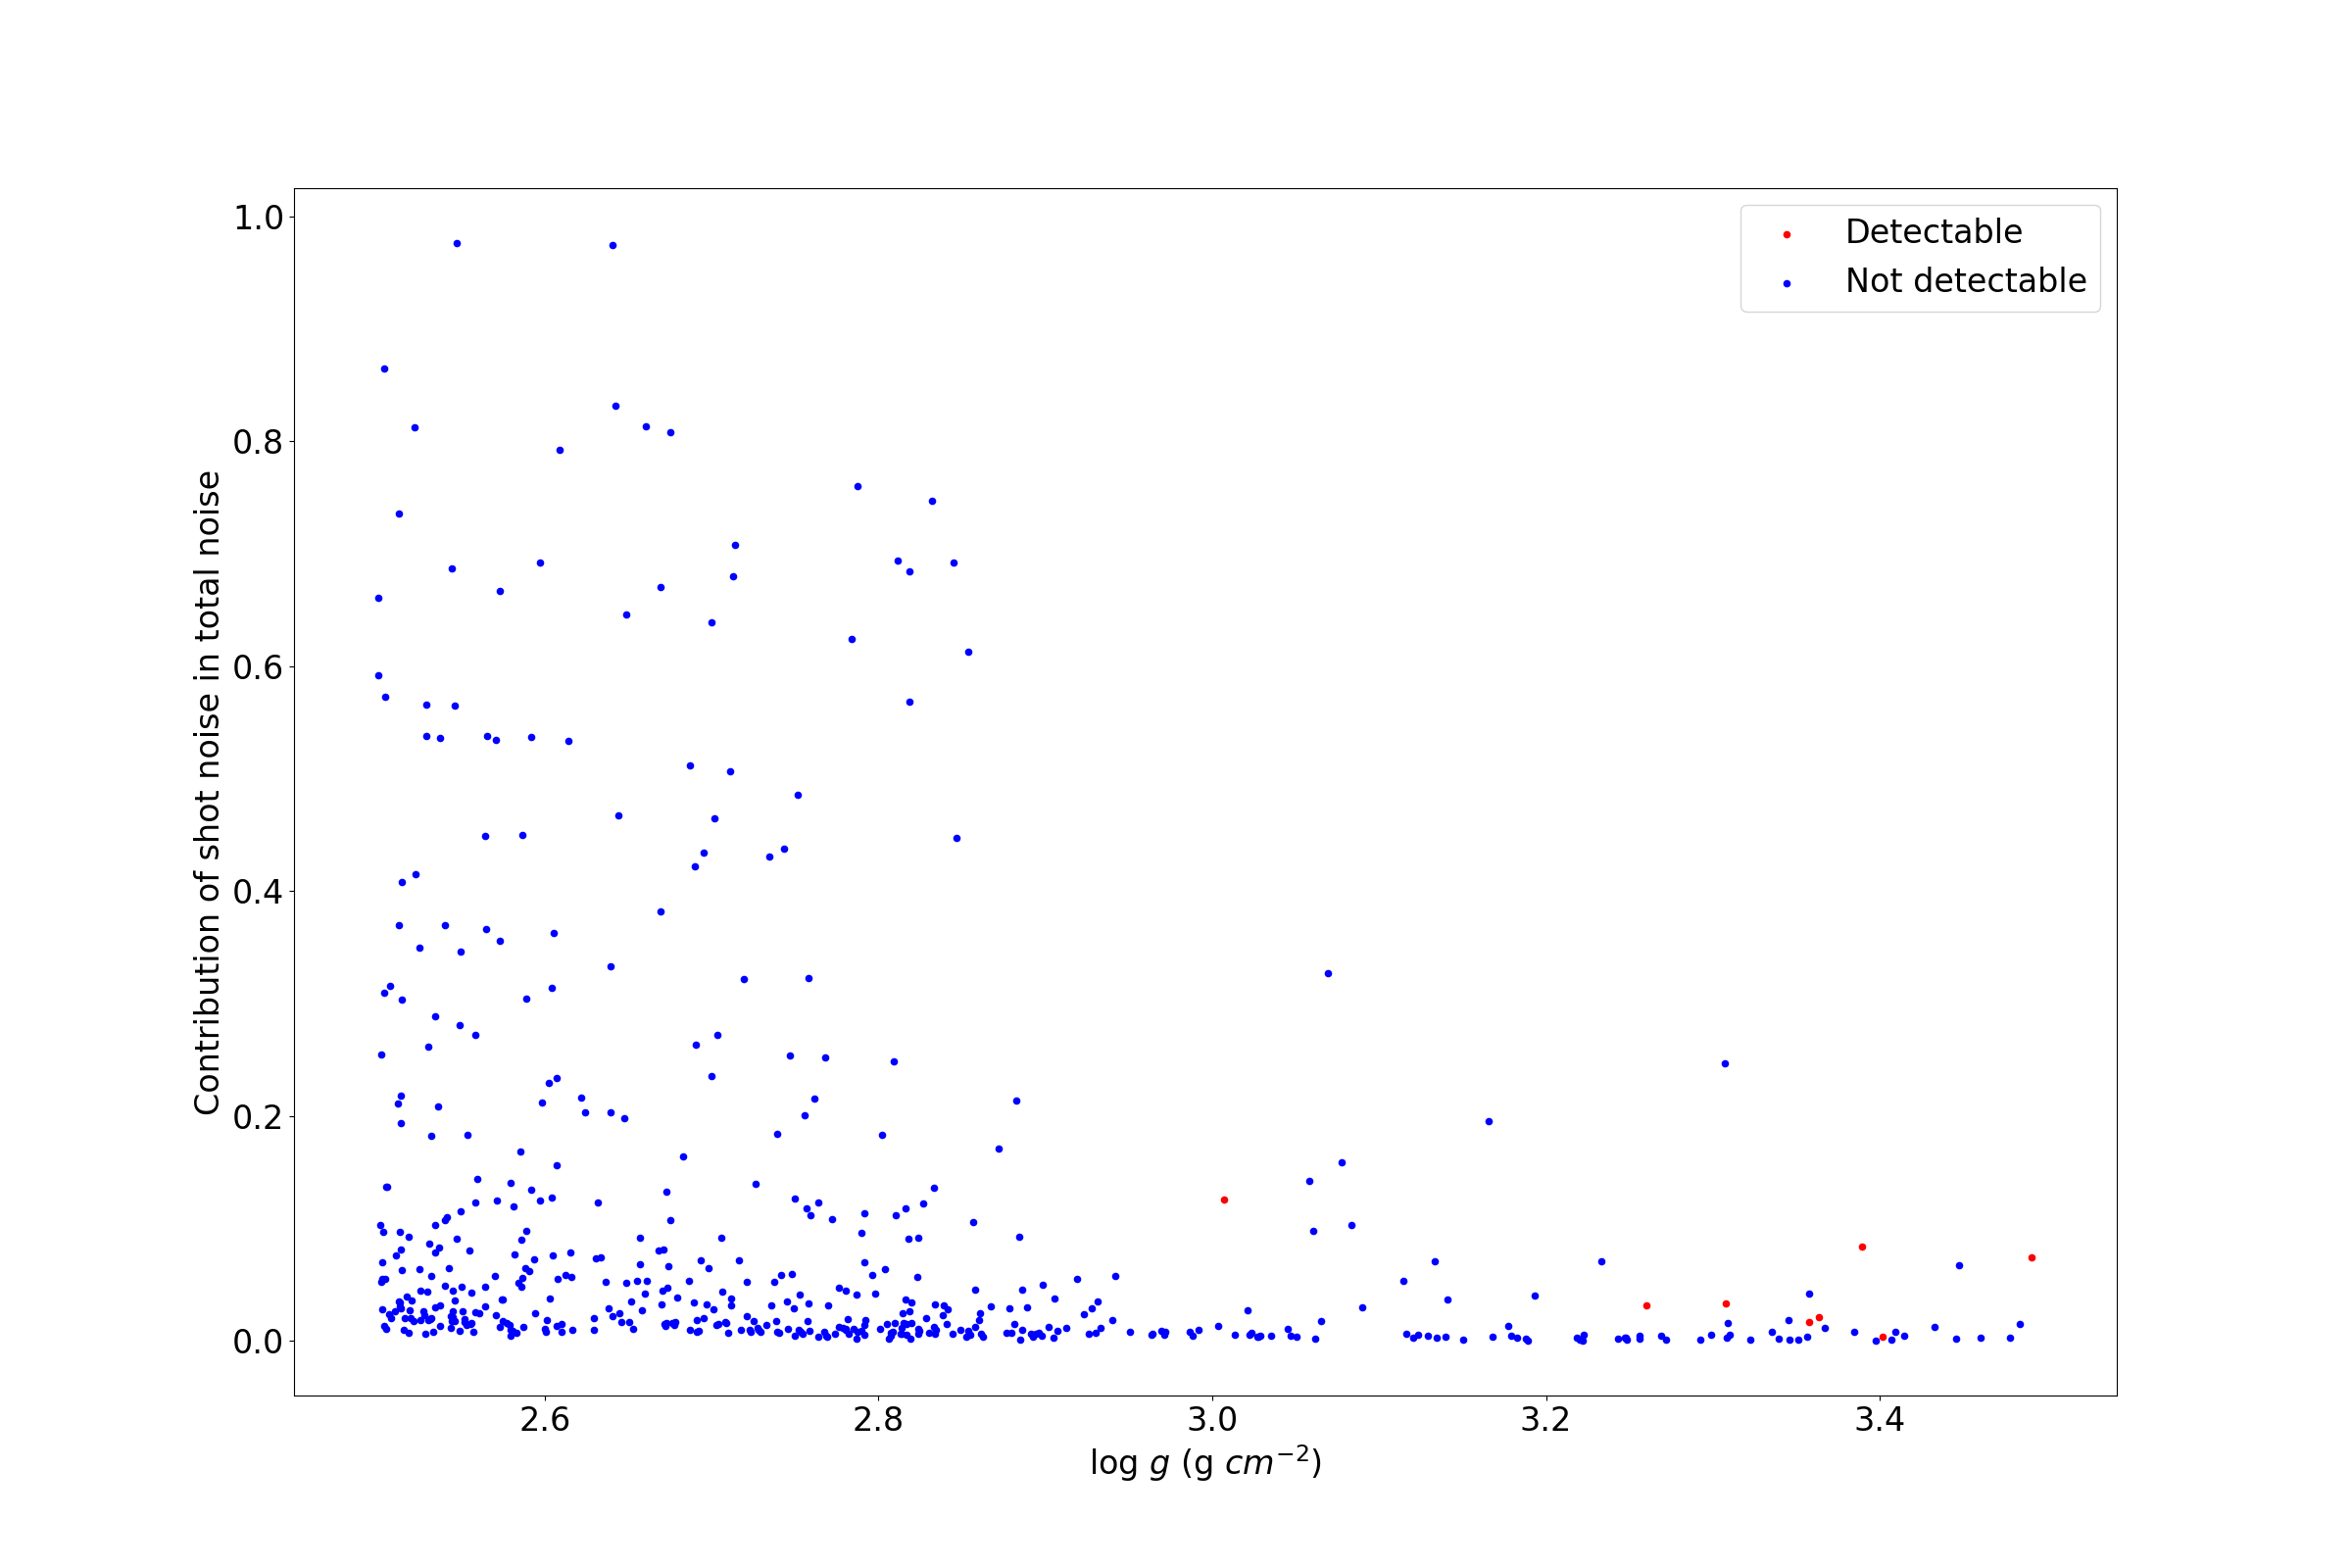 Detectable
Not detectable
1.0
0.8
0.6
0.4
0.2
0.0
Contribution of shot noise in total noise
2.6 2.8 3.0 3.2 3.4
log g (g cm⁻²)